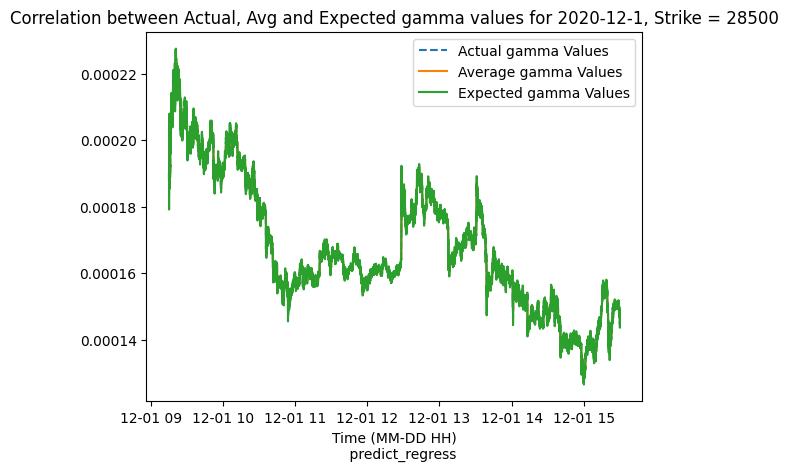 Correlation between Actual, Avg and Expected gamma values for 2020-12-1, Strike = 28500
Actual gamma Values
Average gamma Values
Expected gamma Values
0.00022
0.00020
0.00018
0.00016
0.00014
12-01 09 12-01 10 12-01 11 12-01 12 12-01 13 12-01 14 12-01 15
Time (MM-DD HH)
predict_regress